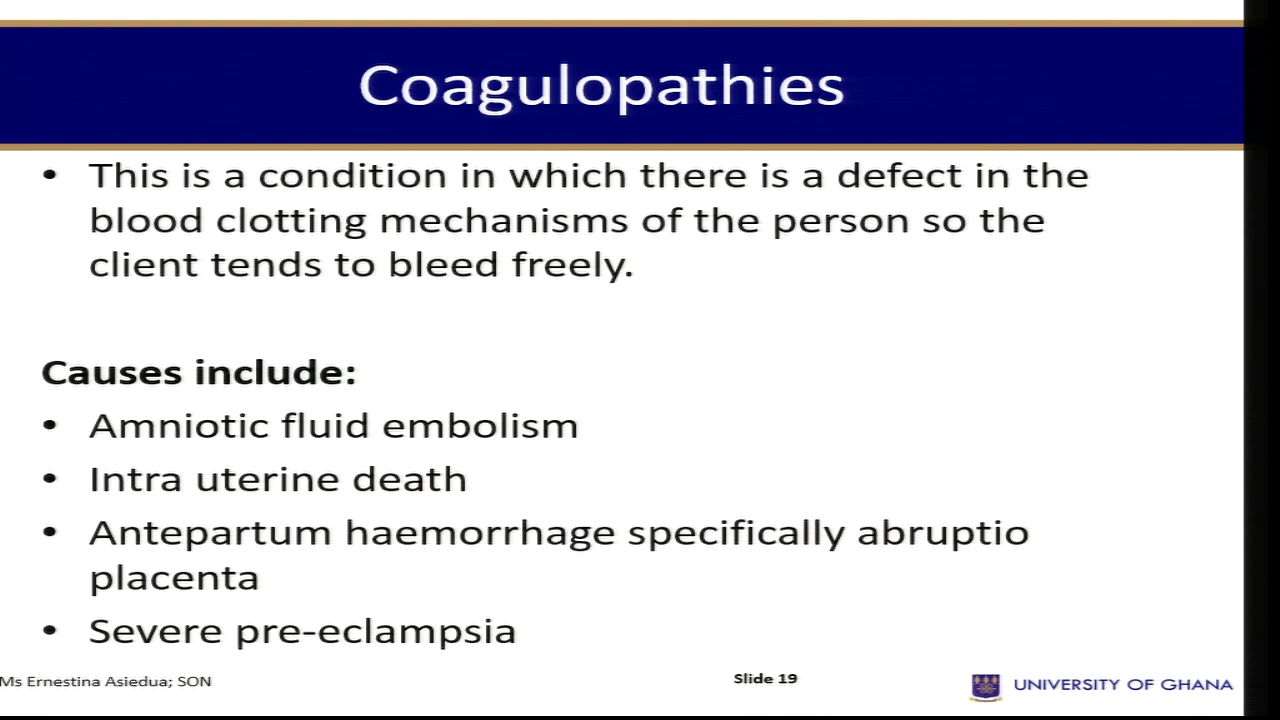 Coagulopathies
• This is a condition in which there is a defect in the
blood clotting mechanisms of the person so the
client tends to bleed freely.
Causes include:
• Amniotic fluid embolism
• Intra uterine death
• Antepartum haemorrhage specifically abruptio
placenta
• Severe pre-eclampsia
Ms Ernestina Asiedua; SON
Slide 19
UNIVERSITY OF GHANA